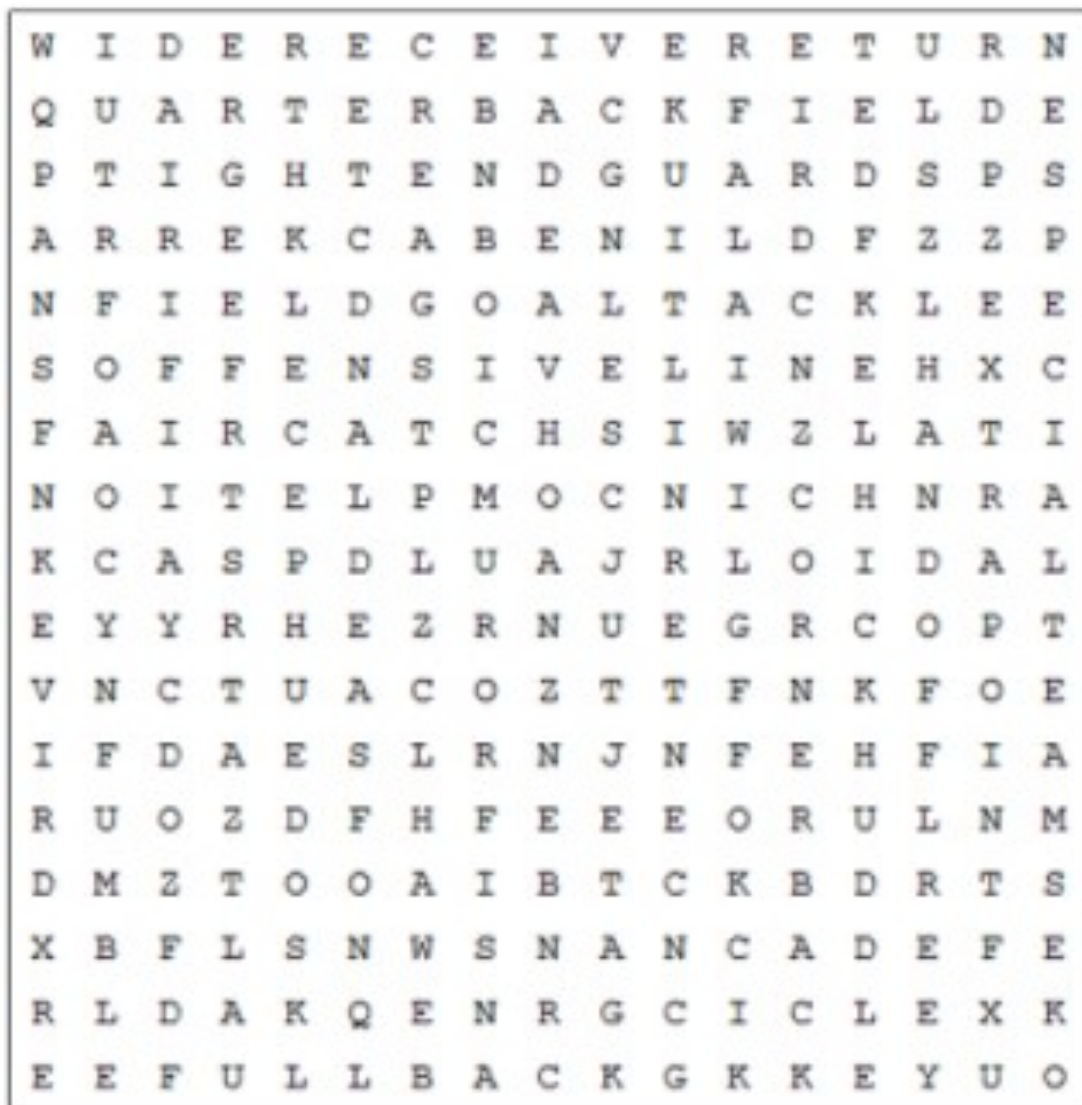 W I D E R E C E I V E R E T U R N
Q U A R T E R B A C K F I E L D E
P T I G H T E N D G U A R D S P S
A R R E K C A B E N I L D F Z Z P
N F I E L D G O A L T A C K L E E
S O F F E N S I V E L I N E H X C
F A I R C A T C H S I W Z L A T I
N O I T E L P M O C N I C H N R A
K C A S P D L U A J R L O I D A L
E Y Y R H E Z R N U E G R C O P T
V N C T U A C O Z T T F N K F O E
I F D A E S L R N J N F E H F I A
R U O Z D F H F E E E O R U L N M
D M Z T O O A I B T C K B D R T S
X B F L S N W S N A N C A D E F E
R L D A K Q E N R G C I C L E X K
E E F U L L B A C K G K K E Y U O